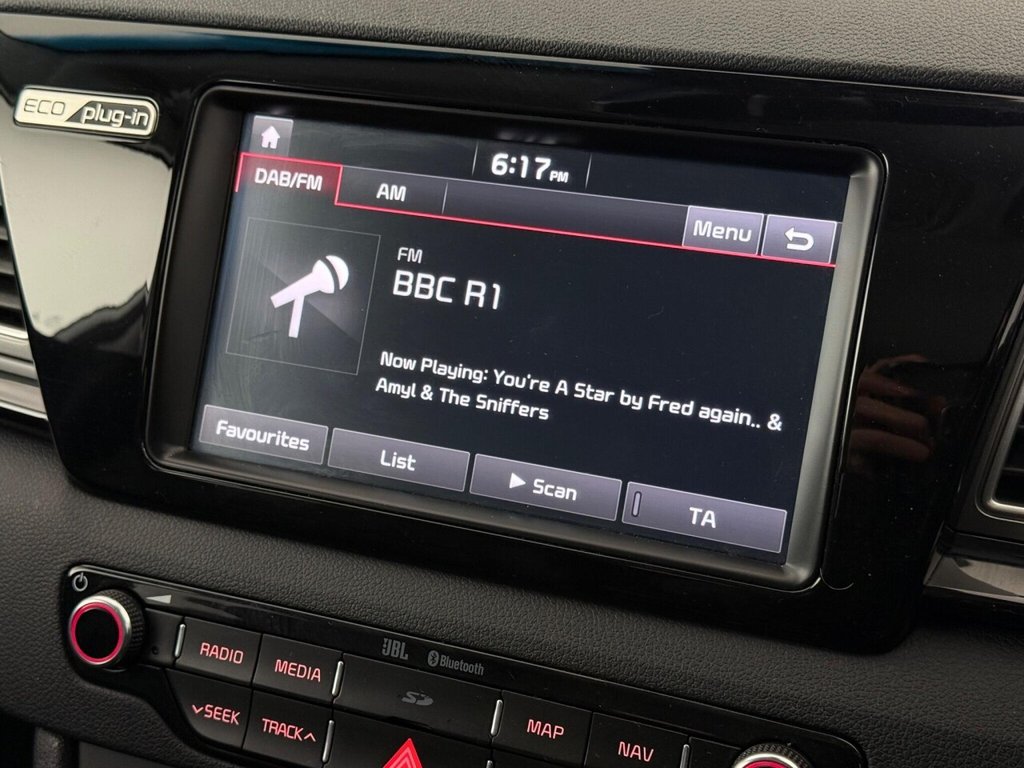 ECO plug-in
6:17 PM
DAB/FM AM Menu
FM
BBC R1
Now Playing: You're A Star by Fred again.. &
Amyl & The Sniffers
Favourites List Scan TA
JBL Bluetooth
RADIO MEDIA SD MAP NAV
SEEK TRACK